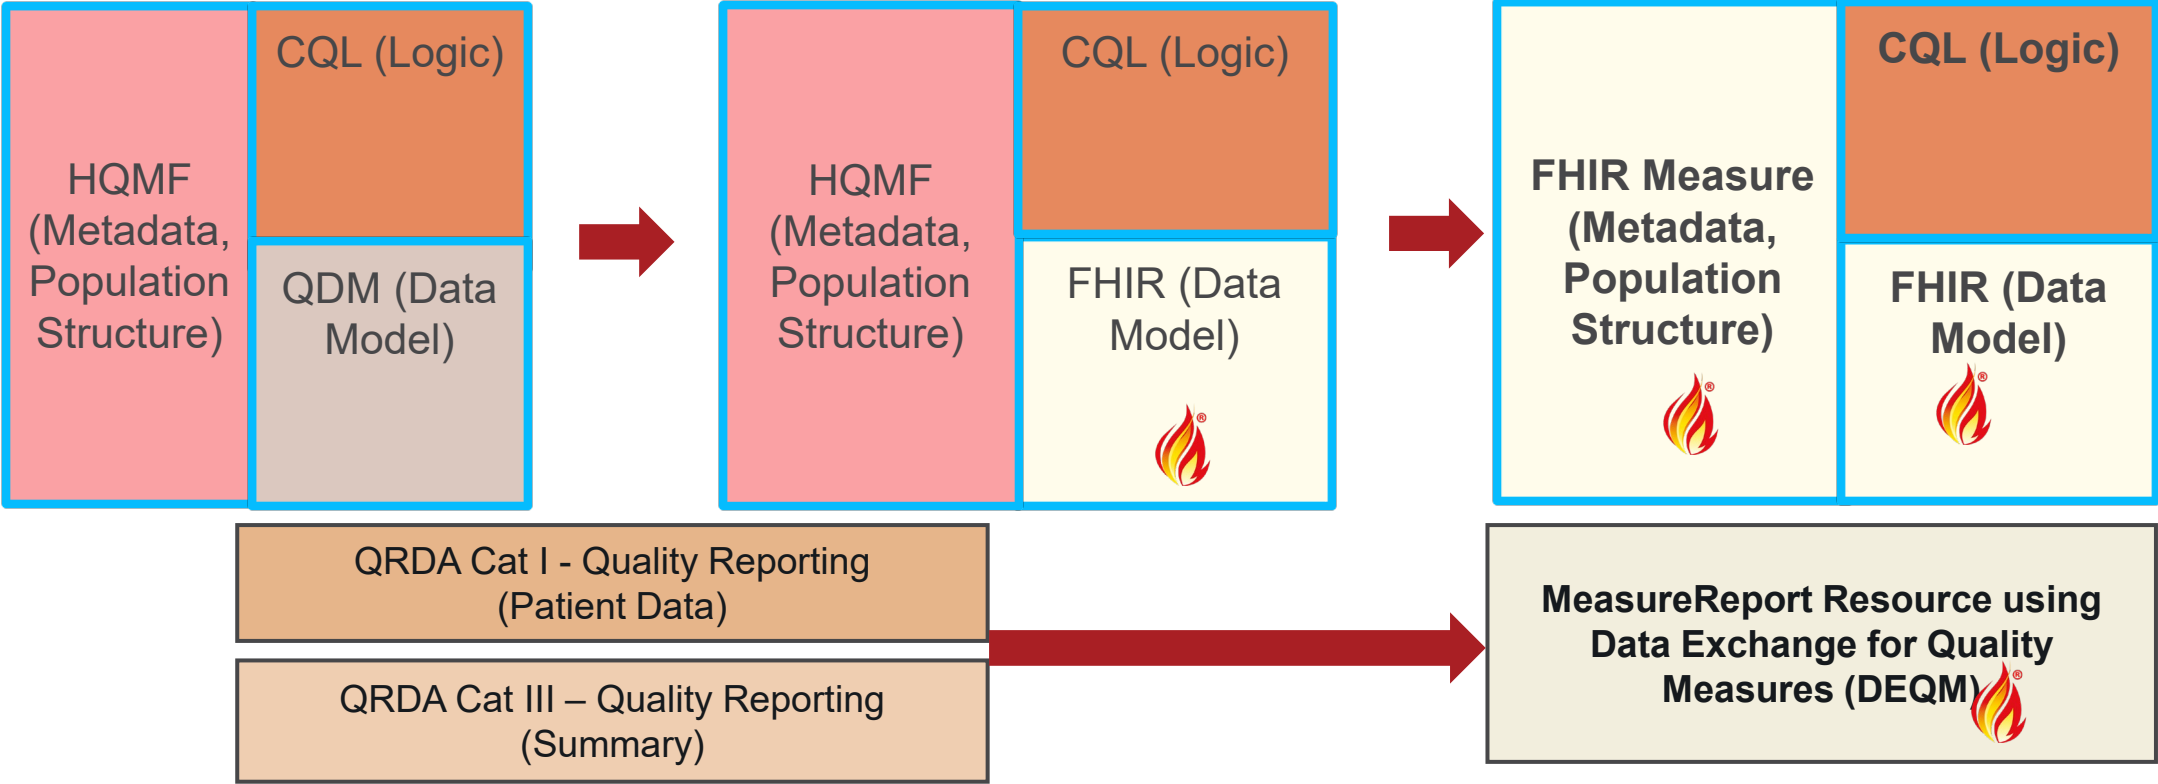 HQMF
(Metadata,
Population
Structure)
CQL (Logic)
QDM (Data
Model)
HQMF
(Metadata,
Population
Structure)
CQL (Logic)
FHIR (Data
Model)
®
FHIR Measure
(Metadata,
Population
Structure)
®
CQL (Logic)
FHIR (Data
Model)
®
QRDA Cat I - Quality Reporting
(Patient Data)
QRDA Cat III – Quality Reporting
(Summary)
MeasureReport Resource using
Data Exchange for Quality
Measures (DEQM)
®